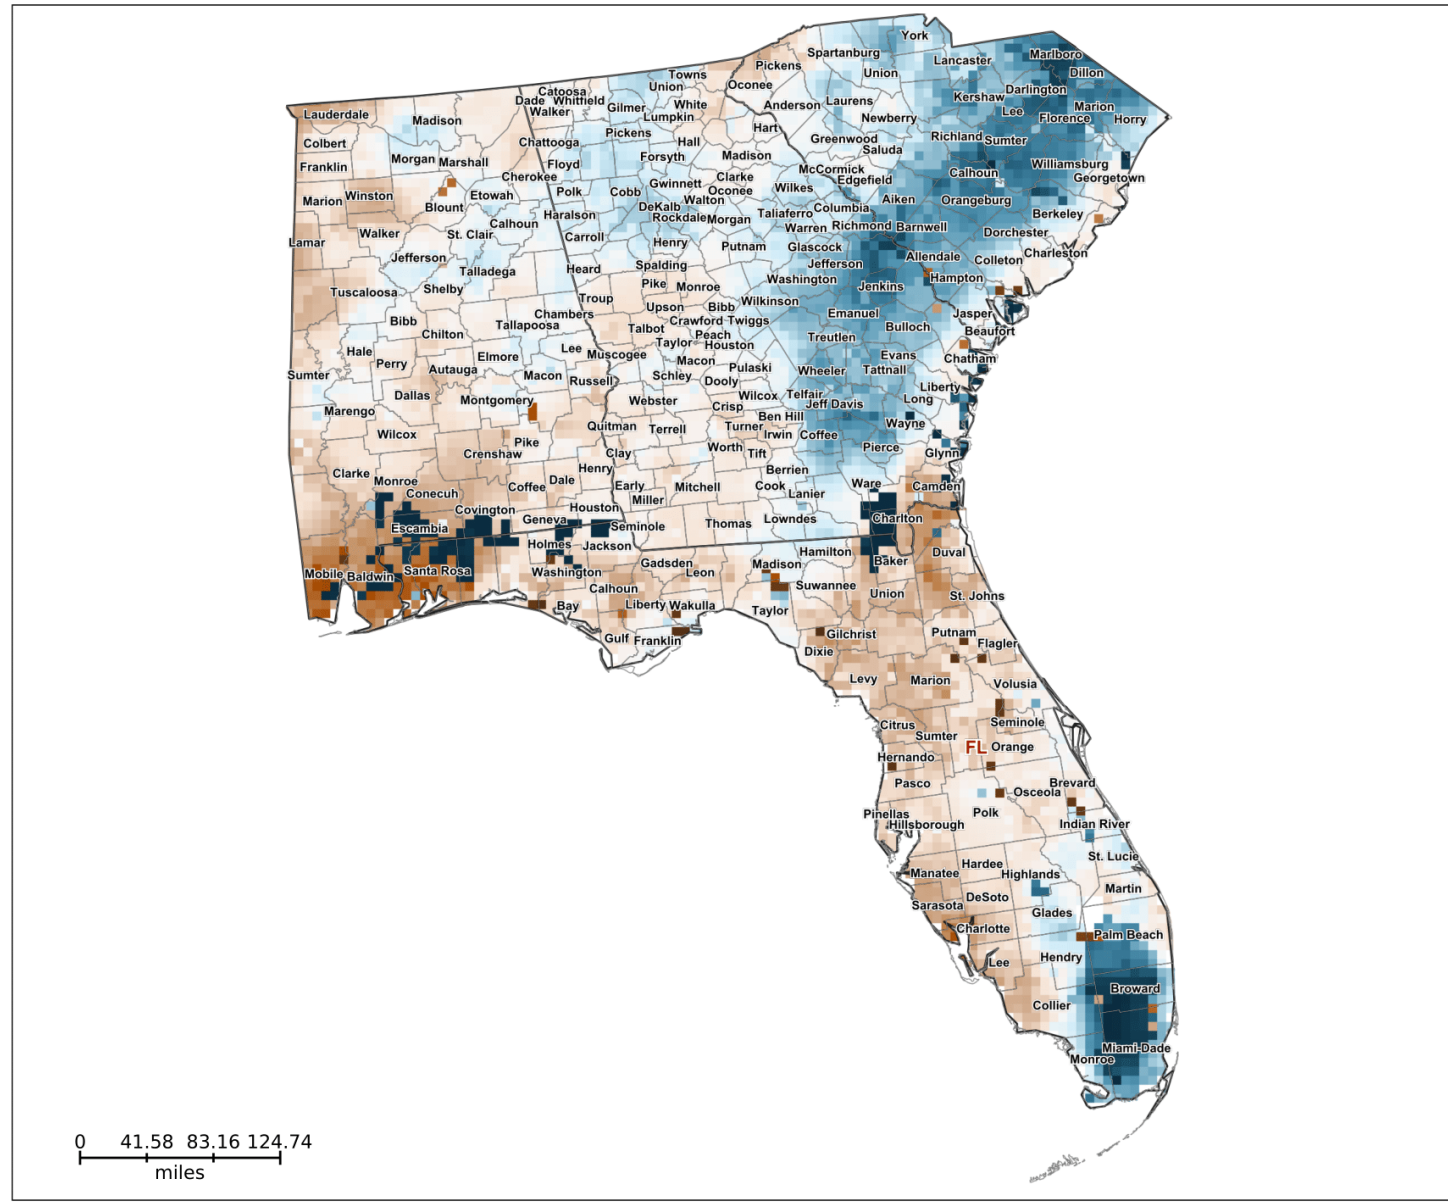 York
Spartanburg
Marlboro
Lancaster
Pickens
Union
Dillon
Towns
Oconee
Union
Catoosa
Darlington
Kershaw
Dade Whitfield
Anderson
Laurens
White
Gilmer
Marion
Walker
Lee
Lauderdale
Lumpkin
Newberry
Florence
Horry
Madison
Hart
Pickens
Richland
Sumter
Greenwood
Colbert
Chattooga
Hall
Saluda
Morgan
Marshall
Floyd
Forsyth
Madison
Williamsburg
Franklin
McCormick
Calhoun
Cherokee
Clarke
Georgetown
Gwinnett
Edgefield
Polk
Cobb
Oconee
Wilkes
Winston
Etowah
Marion
Walton
Aiken
Orangeburg
Blount
DeKalb
Columbia
Haralson
Taliaferro
Berkeley
Rockdale
Morgan
Calhoun
Warren
Richmond
Barnwell
Walker
St. Clair
Carroll
Dorchester
Lamar
Henry
Putnam
Glascock
Jefferson
Allendale
Charleston
Colleton
Jefferson
Spalding
Talladega
Heard
Washington
Hampton
Shelby
Pike
Monroe
Jenkins
Tuscaloosa
Troup
Wilkinson
Upson
Bibb
Chambers
Emanuel
Jasper
Bibb
Crawford
Twiggs
Tallapoosa
Talbot
Bulloch
Beaufort
Chilton
Peach
Treutlen
Taylor
Houston
Hale
Lee
Muscogee
Evans
Chatham
Elmore
Macon
Perry
Autauga
Pulaski
Wheeler
Tattnall
Sumter
Macon
Russell
Schley
Dooly
Liberty
Dallas
Wilcox
Telfair
Long
Montgomery
Webster
Crisp
Jeff Davis
Marengo
Ben Hill
Quitman
Terrell
Turner
Wayne
Wilcox
Irwin
Coffee
Pike
Worth
Pierce
Crenshaw
Clay
Tift
Glynn
Clarke
Henry
Berrien
Monroe
Dale
Coffee
Early
Mitchell
Cook
Ware
Camden
Conecuh
Miller
Lanier
Covington
Houston
Geneva
Seminole
Thomas
Lowndes
Charlton
Escambia
Holmes
Jackson
Hamilton
Duval
Gadsden
Madison
Baker
Mobile
Baldwin
Santa Rosa
Washington
Leon
Suwannee
Calhoun
Union
St. Johns
Bay
Liberty
Wakulla
Taylor
Gulf
Franklin
Gilchrist
Putnam
Flagler
Dixie
Levy
Marion
Volusia
Citrus
Seminole
Sumter
FL
Orange
Hernando
Pasco
Brevard
Osceola
Pinellas
Polk
Hillsborough
Indian River
St. Lucie
Hardee
Manatee
Highlands
Martin
DeSoto
Sarasota
Glades
Charlotte
Palm Beach
Lee
Hendry
Broward
Collier
Miami-Dade
Monroe
0 41.58 83.16 124.74
miles